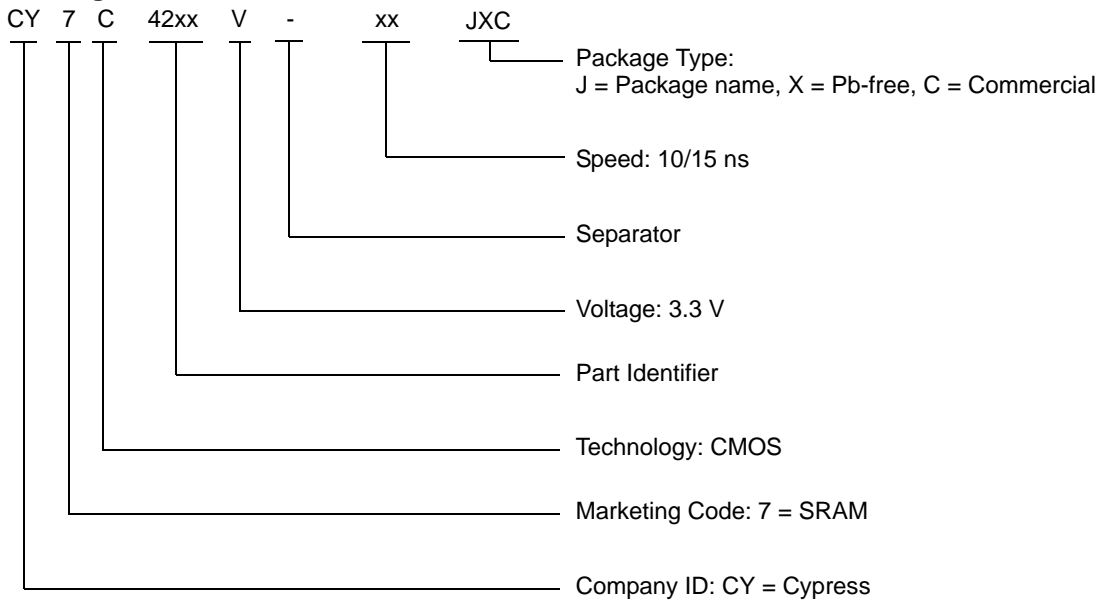 CY 7 C 42xx V - xx JXC
Package Type:
J = Package name, X = Pb-free, C = Commercial
Speed: 10/15 ns
Separator
Voltage: 3.3 V
Part Identifier
Technology: CMOS
Marketing Code: 7 = SRAM
Company ID: CY = Cypress